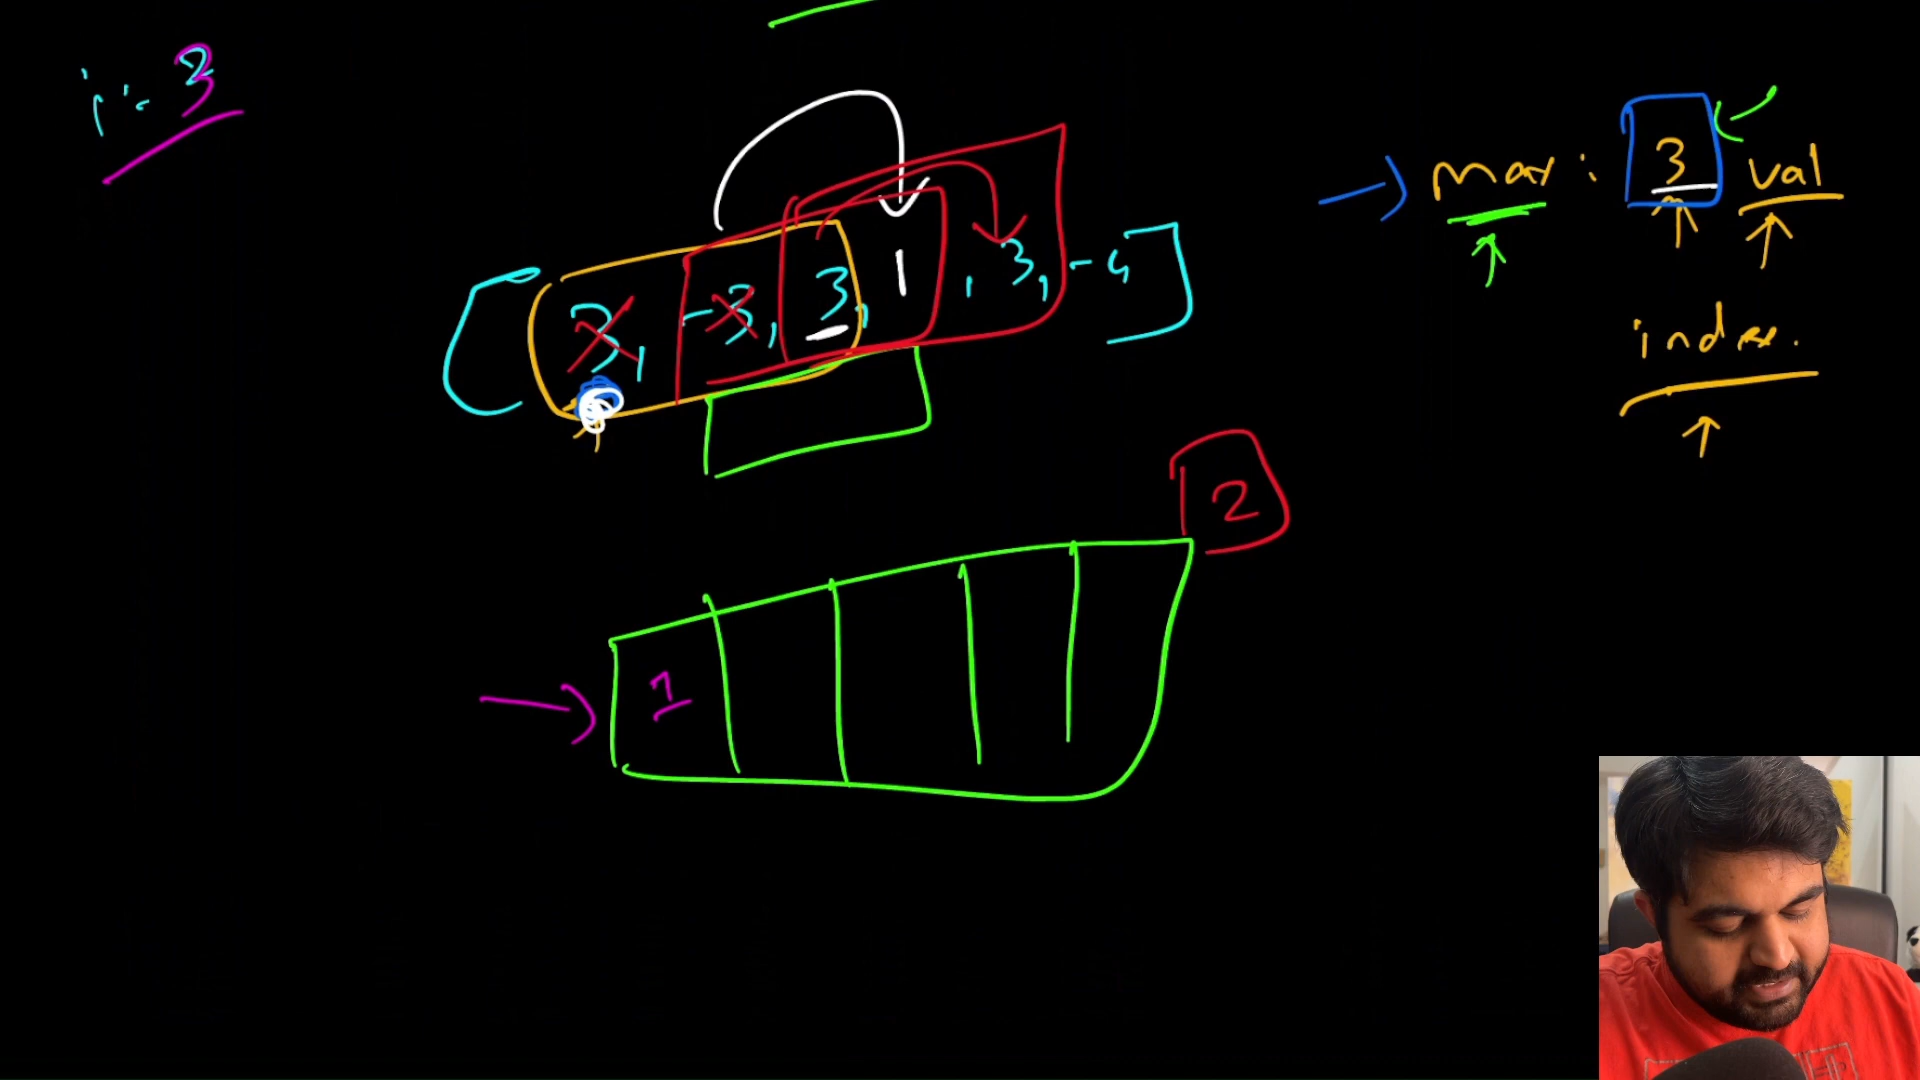 i = 3
[3, -3, 3, 1, 3, -4]
max : 3 val
index.
2
1